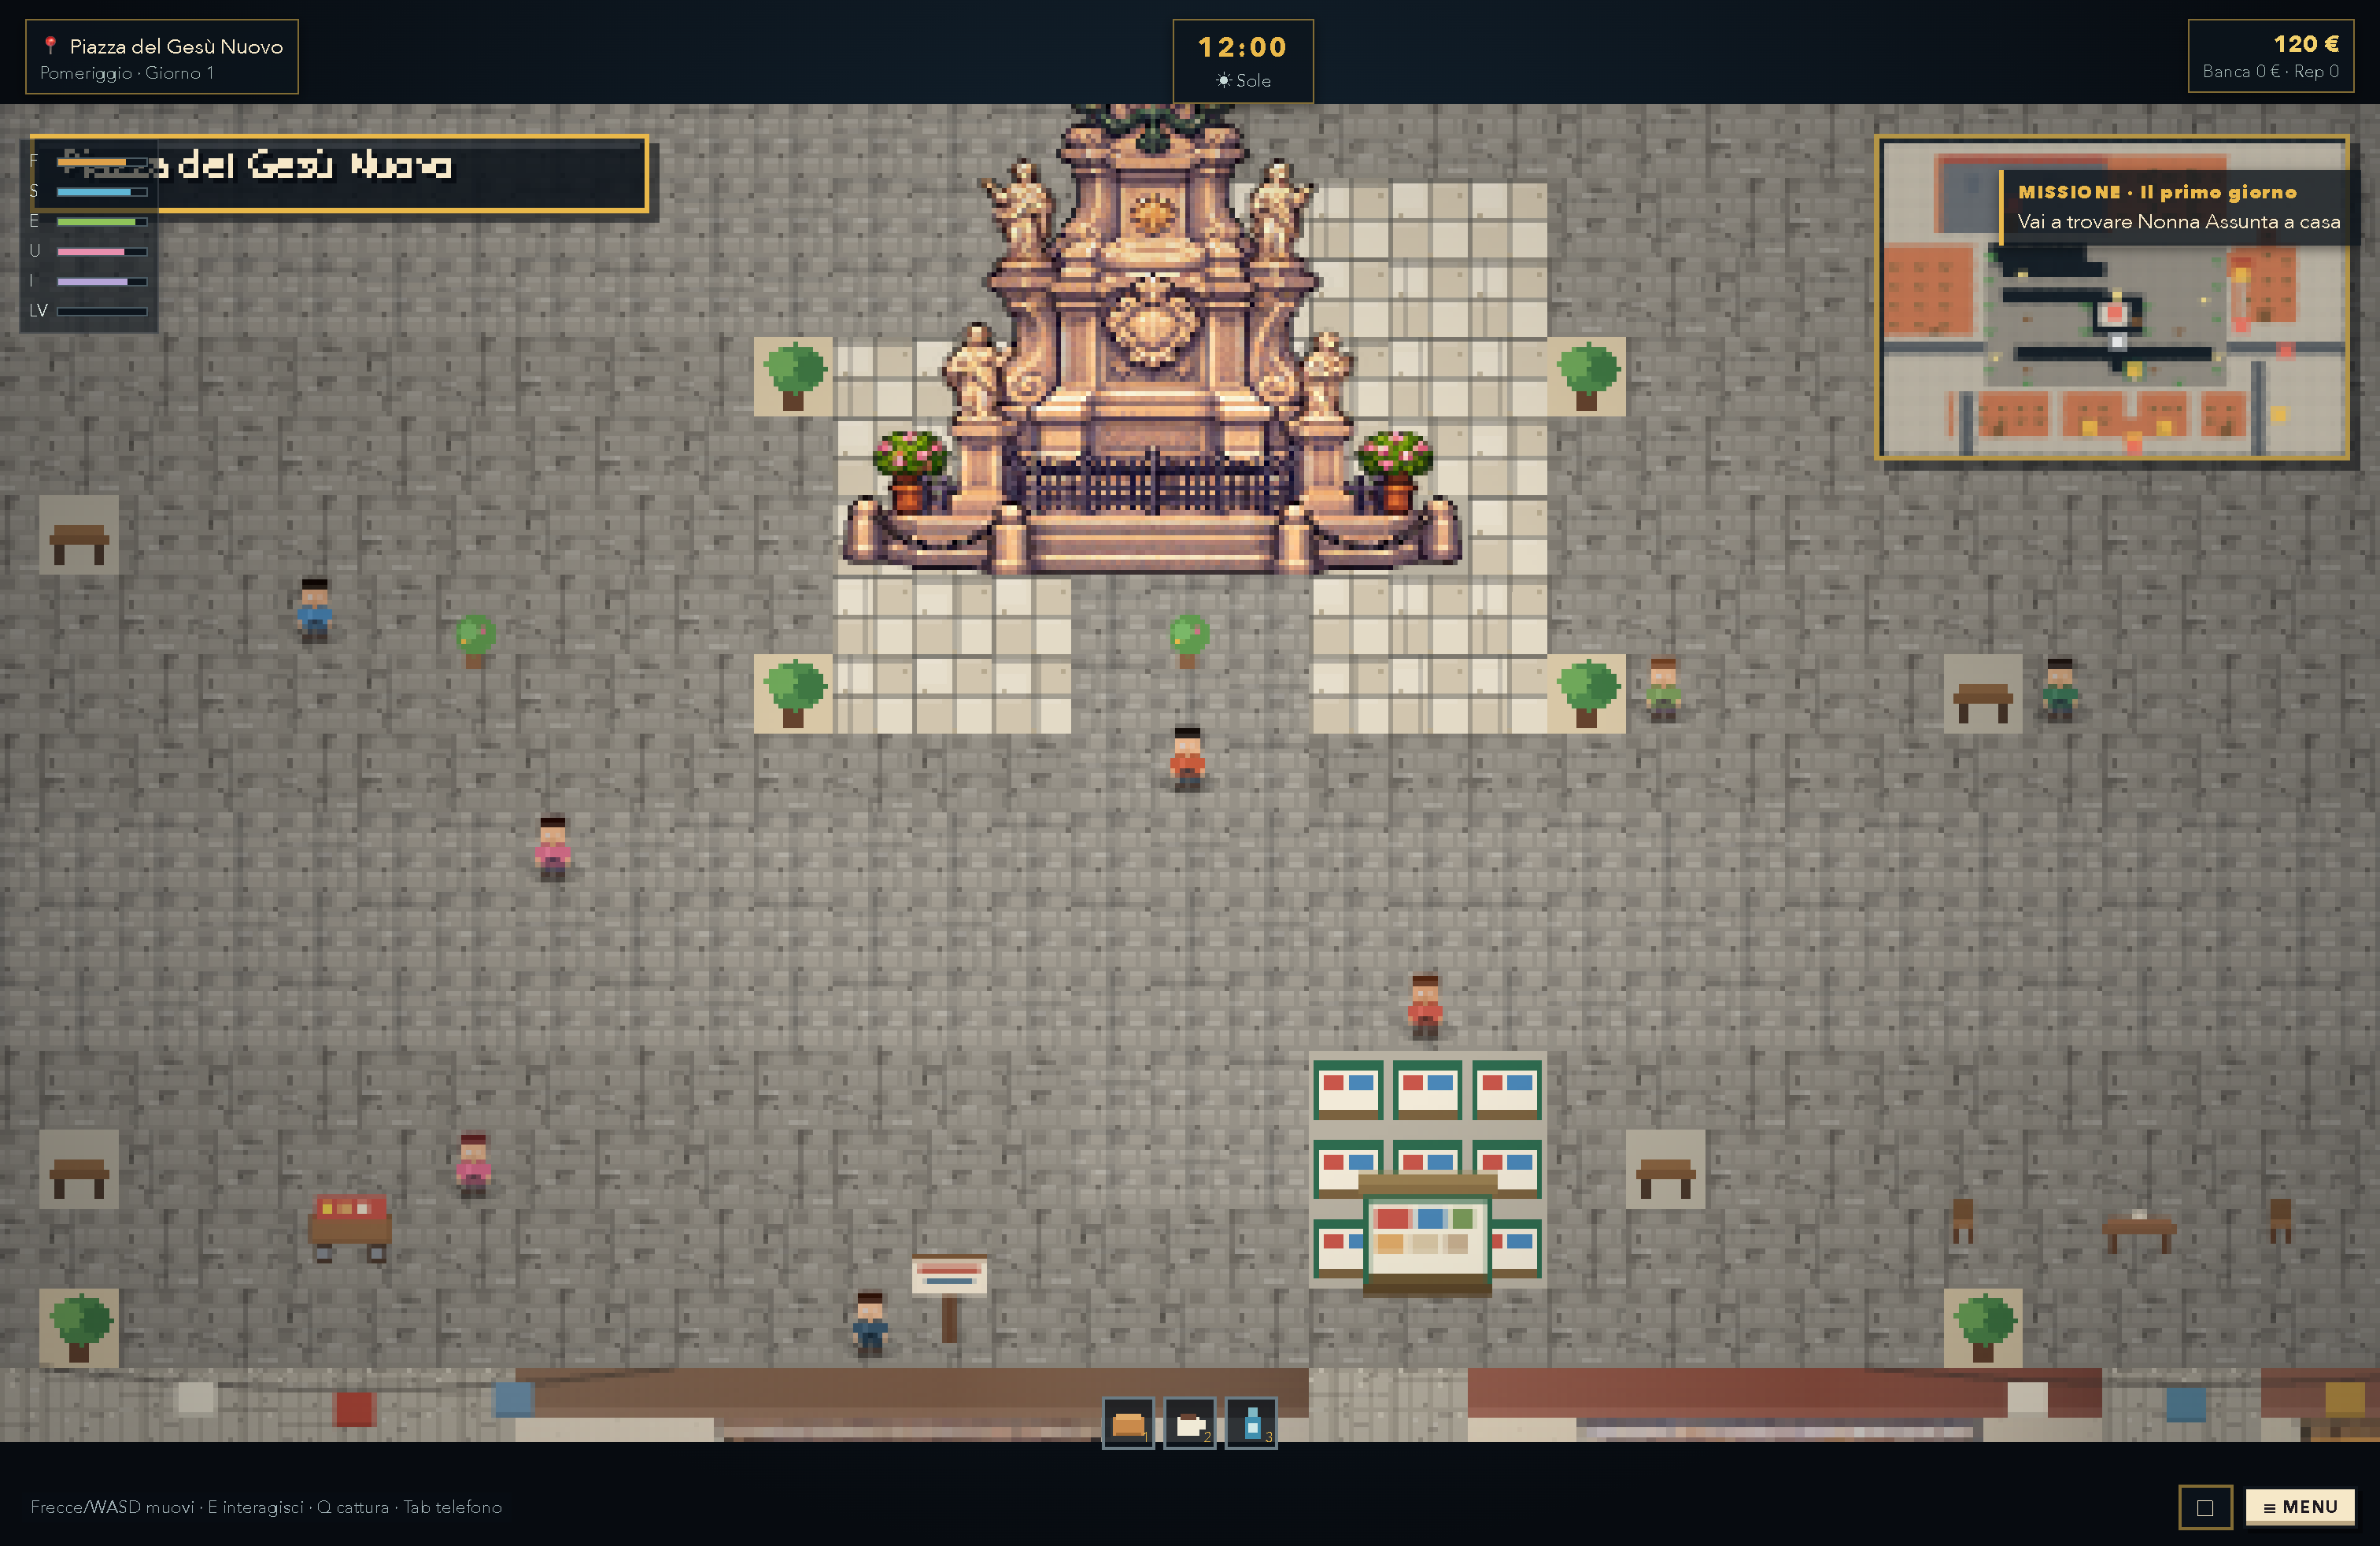 Piazza del Gesù Nuovo
Pomeriggio · Giorno 1
12:00
☀ Sole
120 €
Banca 0 € · Rep 0
del Gesù Nuovo
F
S
E
U
I
LV
MISSIONE · Il primo giorno
Vai a trovare Nonna Assunta a casa
1
2
3
Frecce/WASD muovi · E interagisci · Q cattura · Tab telefono
≡ MENU